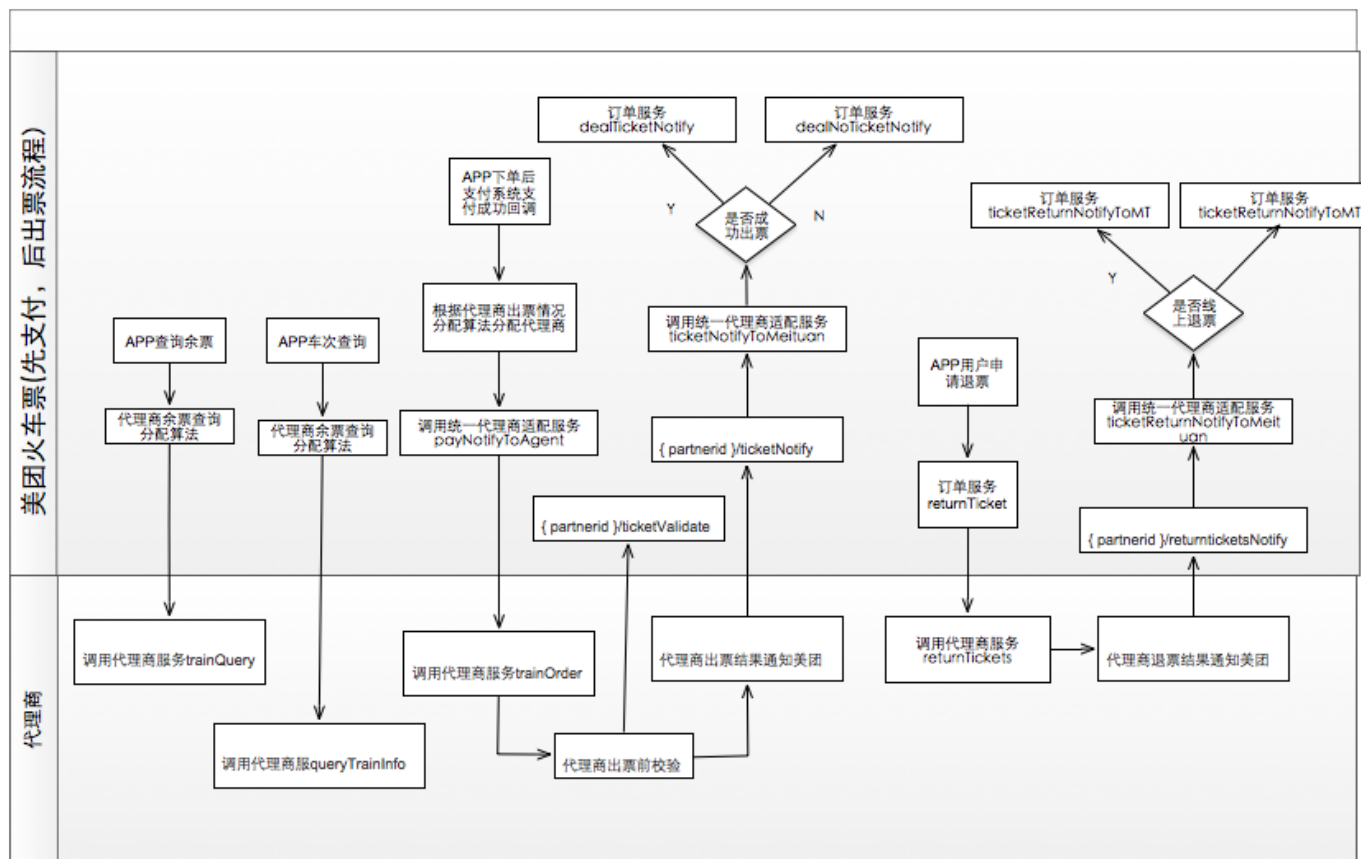 美团火车票(先支付，后出票流程)
代理商
APP查询余票
代理商余票查询
分配算法
调用代理商服务trainQuery
APP车次查询
代理商余票查询
分配算法
调用代理商服queryTrainInfo
APP下单后
支付系统支
付成功回调
根据代理商出票情况
分配算法分配代理商
调用统一代理商适配服务
payNotifyToAgent
调用代理商服务trainOrder
代理商出票前校验
{ partnerid }/ticketValidate
代理商出票结果通知美团
{ partnerid }/ticketNotify
调用统一代理商适配服务
ticketNotifyToMeituan
是否成
功出票
Y
N
订单服务
dealTicketNotify
订单服务
dealNoTicketNotify
APP用户申
请退票
订单服务
returnTicket
调用代理商服务
returnTickets
代理商退票结果通知美团
{ partnerid }/returnticketsNotify
调用统一代理商适配服务
ticketReturnNotifyToMeit
uan
是否线
上退票
Y
订单服务
ticketReturnNotifyToMT
订单服务
ticketReturnNotifyToMT